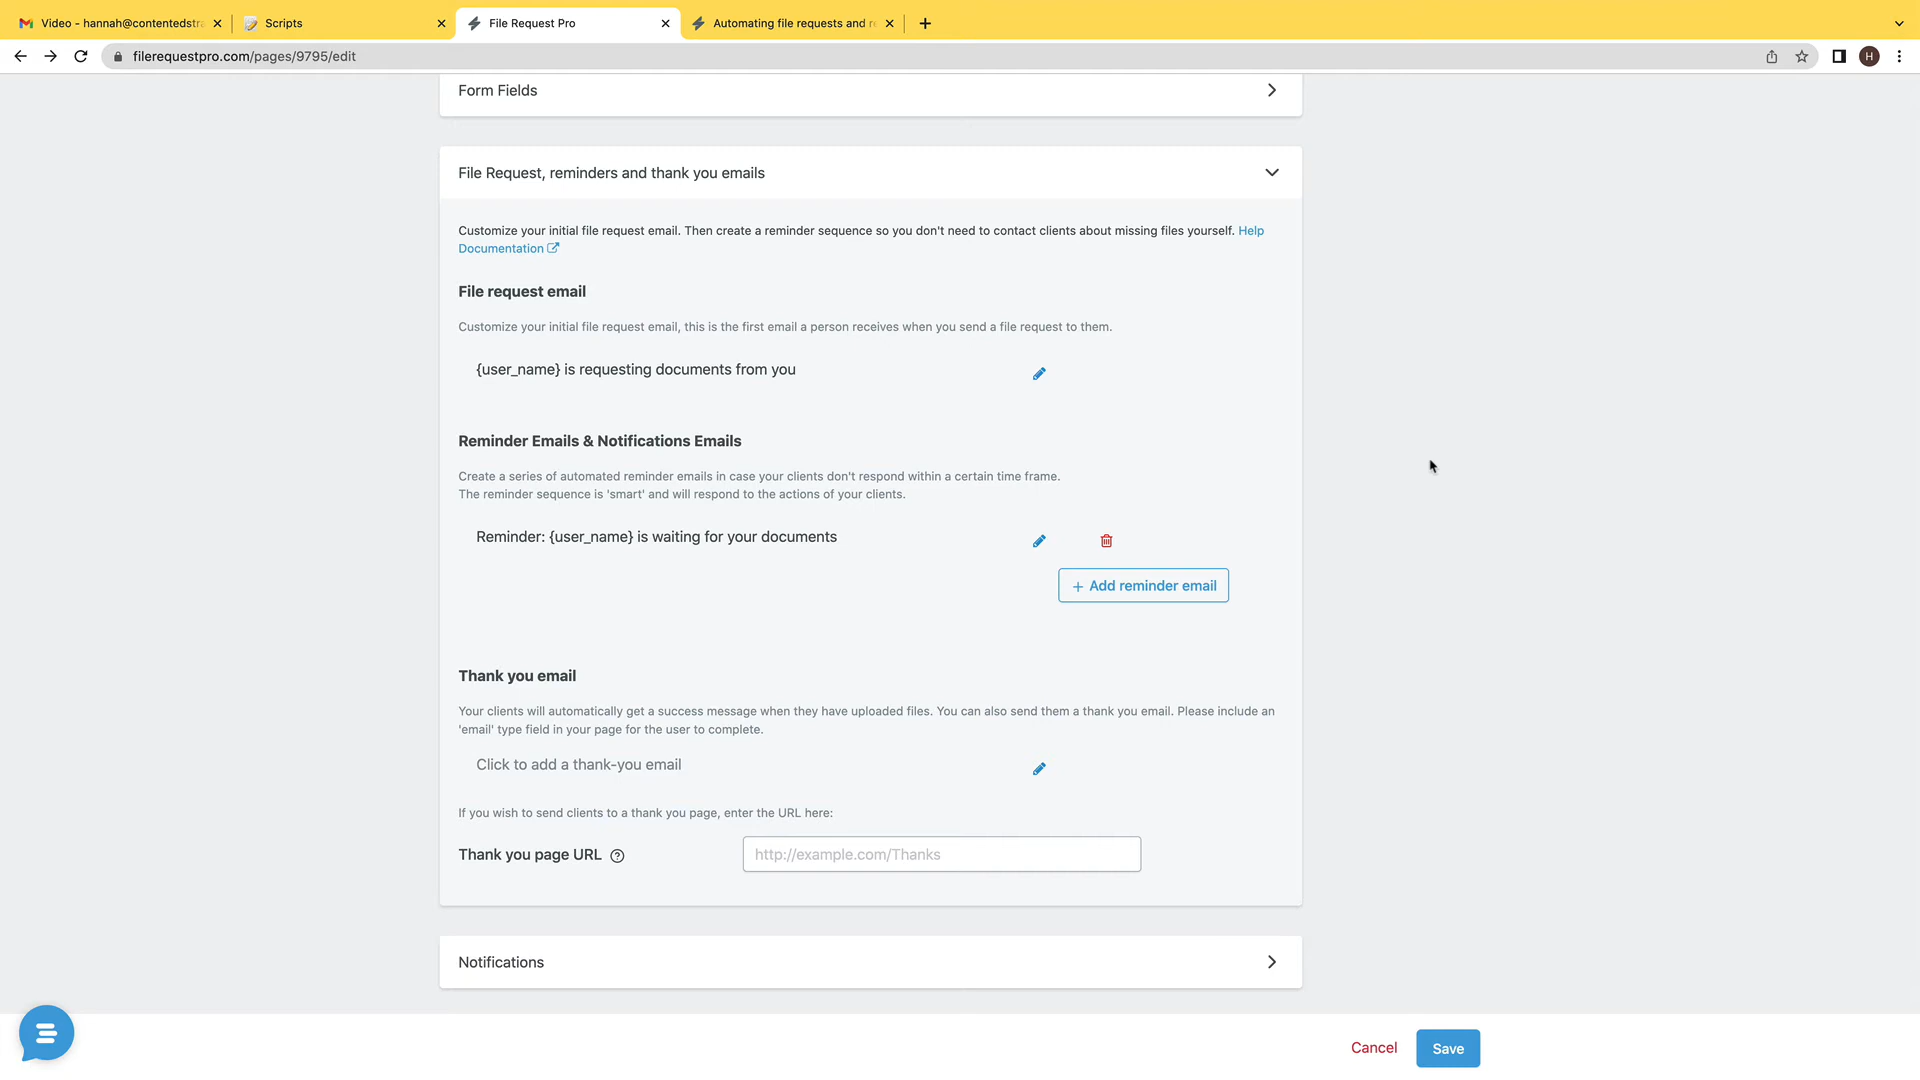 Video - hannah@contentedstra
Scripts
File Request Pro
Automating file requests and re
filerequestpro.com/pages/9795/edit
H
Form Fields
File Request, reminders and thank you emails
Customize your initial file request email. Then create a reminder sequence so you don't need to contact clients about missing files yourself. Help
Documentation
File request email
Customize your initial file request email, this is the first email a person receives when you send a file request to them.
{user_name} is requesting documents from you
Reminder Emails & Notifications Emails
Create a series of automated reminder emails in case your clients don't respond within a certain time frame.
The reminder sequence is 'smart' and will respond to the actions of your clients.
Reminder: {user_name} is waiting for your documents
+ Add reminder email
Thank you email
Your clients will automatically get a success message when they have uploaded files. You can also send them a thank you email. Please include an
'email' type field in your page for the user to complete.
Click to add a thank-you email
If you wish to send clients to a thank you page, enter the URL here:
Thank you page URL ?
http://example.com/Thanks
Notifications
Cancel
Save